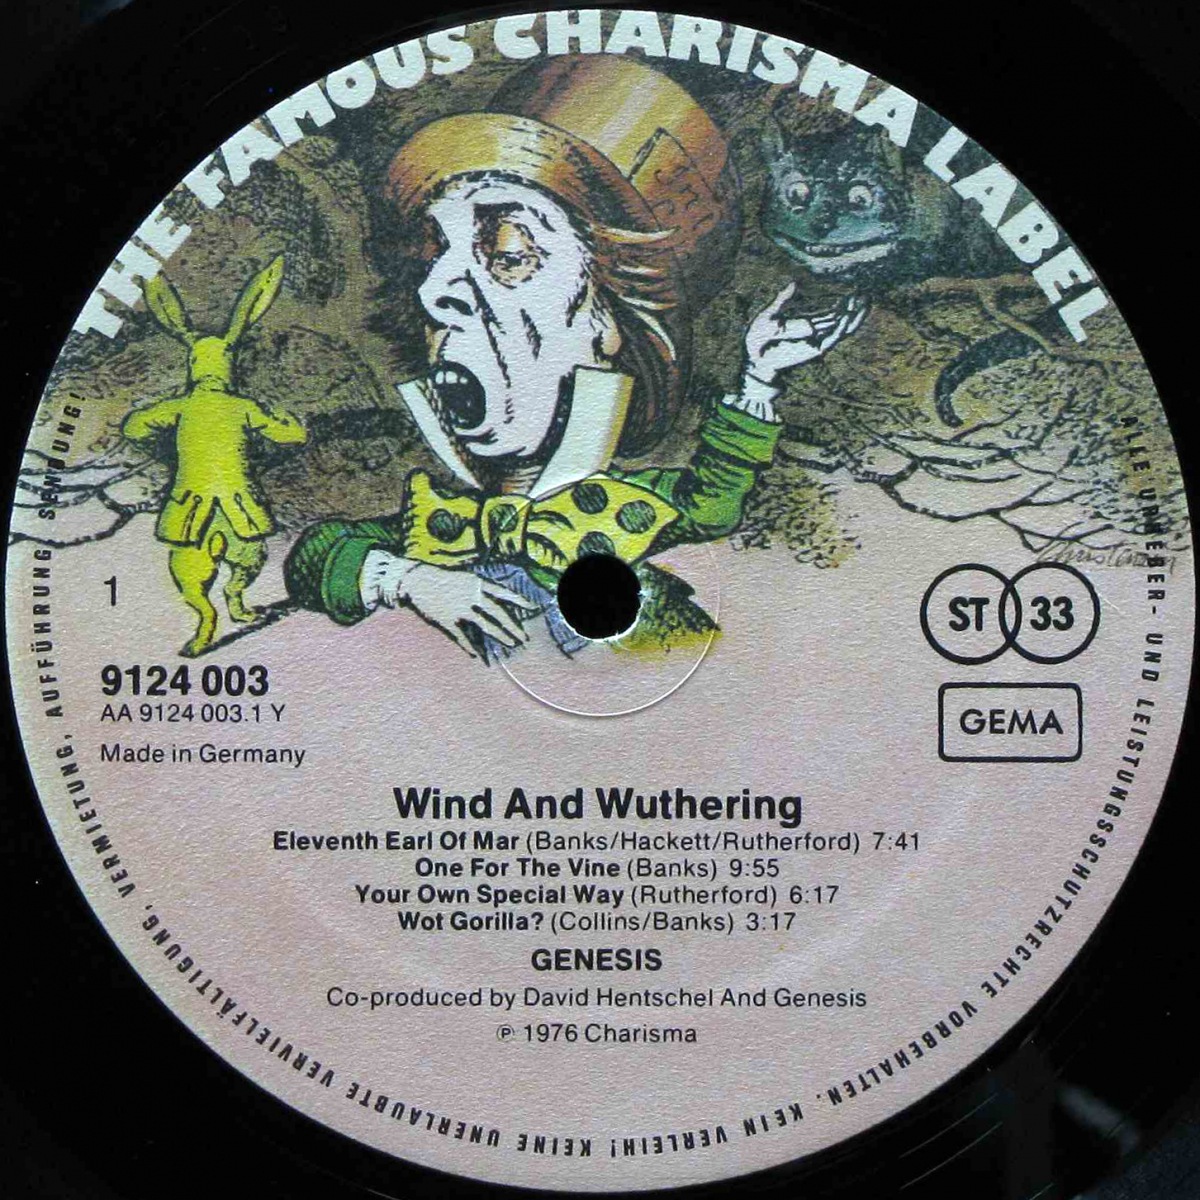 THE FAMOUS CHARISMA LABEL
1
9124 003
AA 9124 003.1 Y
Made in Germany
ST 33
GEMA
Wind And Wuthering
Eleventh Earl Of Mar (Banks/Hackett/Rutherford) 7:41
One For The Vine (Banks) 9:55
Your Own Special Way (Rutherford) 6:17
Wot Gorilla? (Collins/Banks) 3:17
GENESIS
Co-produced by David Hentschel And Genesis
℗ 1976 Charisma
ALLE URHEBER- UND LEISTUNGSSCHUTZRECHTE VORBEHALTEN. KEIN VERLEIH! KEINE UNERLAUBTE VERVIELFÄLTIGUNG, VERMIETUNG, AUFFÜHRUNG SENDUNG!